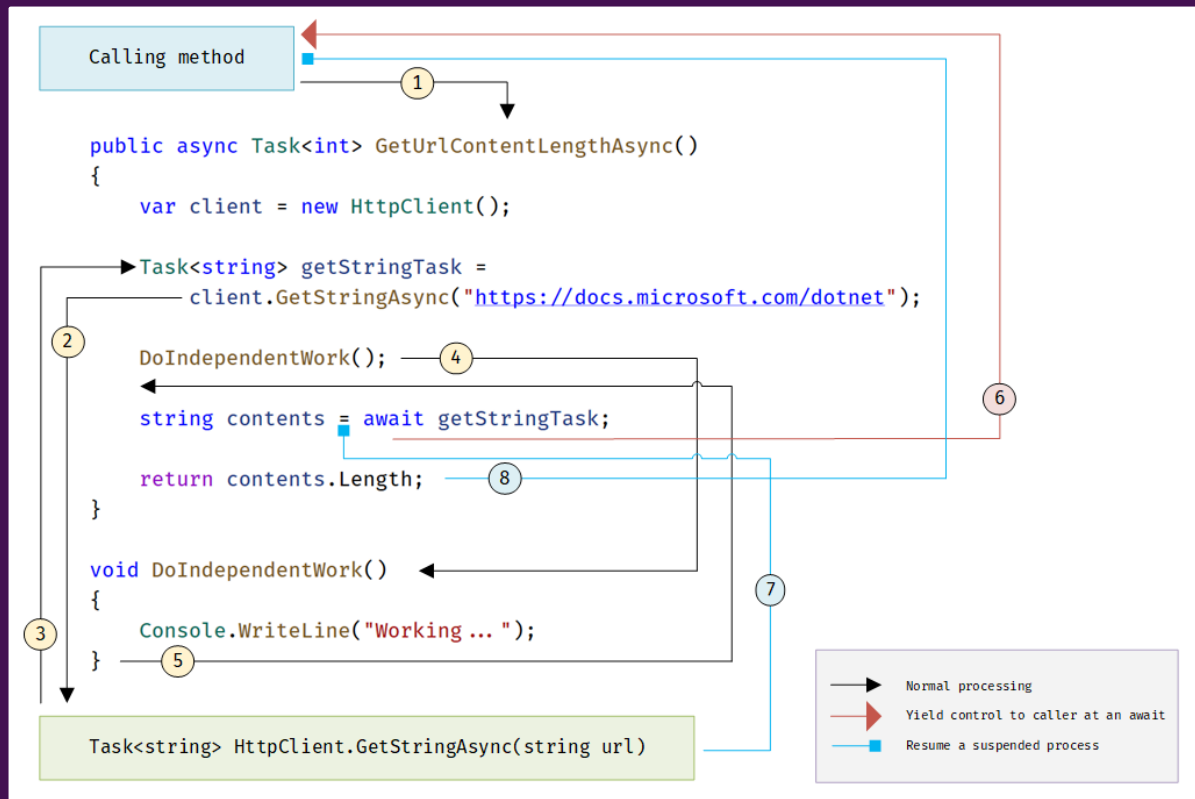 Calling method
1
public async Task<int> GetUrlContentLengthAsync()
{
var client = new HttpClient();
Task<string> getStringTask =
client.GetStringAsync("https://docs.microsoft.com/dotnet");
2
DoIndependentWork();
4
6
string contents = await getStringTask;
return contents.Length;
8
}
void DoIndependentWork()
7
{
3
Console.WriteLine("Working...");
}
5
Normal processing
Yield control to caller at an await
Resume a suspended process
Task<string> HttpClient.GetStringAsync(string url)